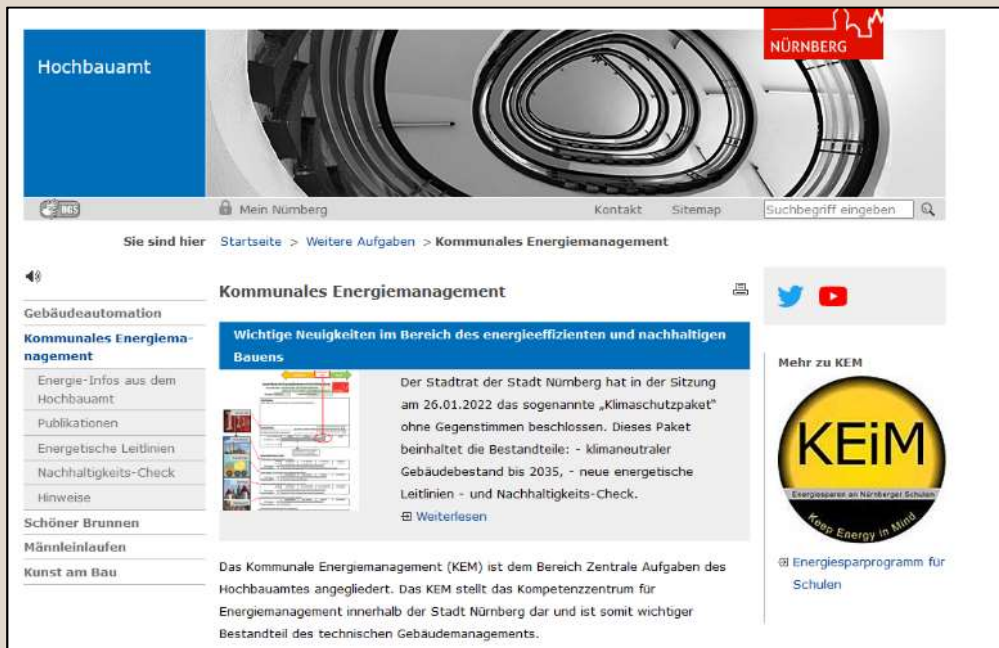 Hochbauamt
NÜRNBERG
BGS
Mein Nürnberg
Kontakt
Sitemap
Suchbegriff eingeben
Sie sind hier Startseite > Weitere Aufgaben > Kommunales Energiemanagement
Gebäudeautomation
Kommunales Energiema-
nagement
Energie-Infos aus dem
Hochbauamt
Publikationen
Energetische Leitlinien
Nachhaltigkeits-Check
Hinweise
Schöner Brunnen
Männleinlaufen
Kunst am Bau
Kommunales Energiemanagement
Wichtige Neuigkeiten im Bereich des energieeffizienten und nachhaltigen
Bauens
Der Stadtrat der Stadt Nürnberg hat in der Sitzung
am 26.01.2022 das sogenannte „Klimaschutzpaket"
ohne Gegenstimmen beschlossen. Dieses Paket
beinhaltet die Bestandteile: - klimaneutraler
Gebäudebestand bis 2035, - neue energetische
Leitlinien - und Nachhaltigkeits-Check.
Weiterlesen
Das Kommunale Energiemanagement (KEM) ist dem Bereich Zentrale Aufgaben des
Hochbauamtes angegliedert. Das KEM stellt das Kompetenzzentrum für
Energiemanagement innerhalb der Stadt Nürnberg dar und ist somit wichtiger
Bestandteil des technischen Gebäudemanagements.
Mehr zu KEM
KEiM
Energiesparen an Nürnberger Schulen
Keep Energy in Mind
Energiesparprogramm für
Schulen